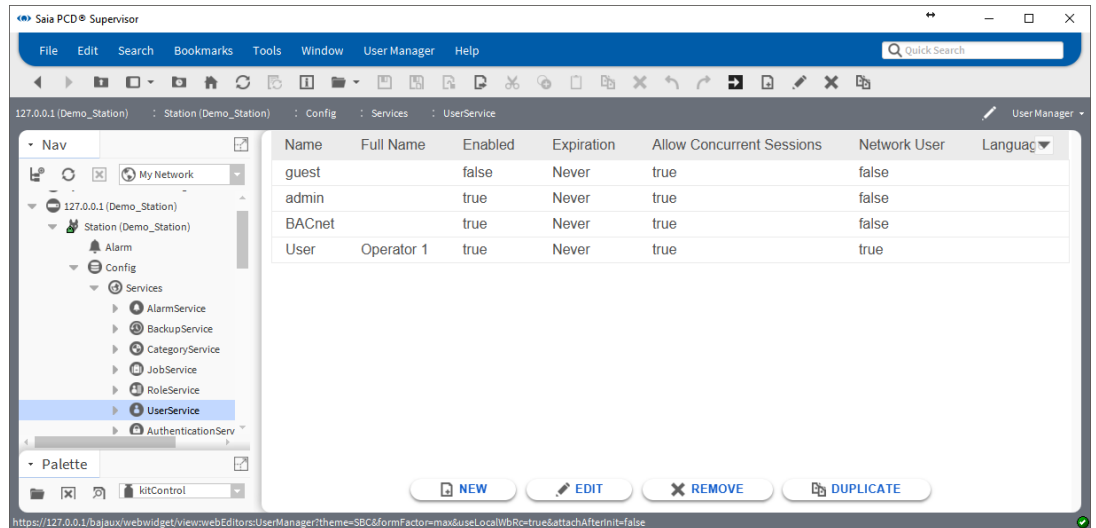 Saia PCD® Supervisor
File Edit Search Bookmarks Tools Window User Manager Help Quick Search
127.0.0.1 (Demo_Station) : Station (Demo_Station) : Config : Services : UserService User Manager
Nav
My Network
127.0.0.1 (Demo_Station)
Station (Demo_Station)
Alarm
Config
Services
AlarmService
BackupService
CategoryService
JobService
RoleService
UserService
AuthenticationServ
Palette
kitControl
Name Full Name Enabled Expiration Allow Concurrent Sessions Network User Languag
guest false Never true false
admin true Never true false
BACnet true Never true false
User Operator 1 true Never true true
NEW EDIT REMOVE DUPLICATE
https://127.0.0.1/bajaux/webwidget/view:webEditors:UserManager?theme=SBC&formFactor=max&useLocalWbRc=true&attachAfterInit=false